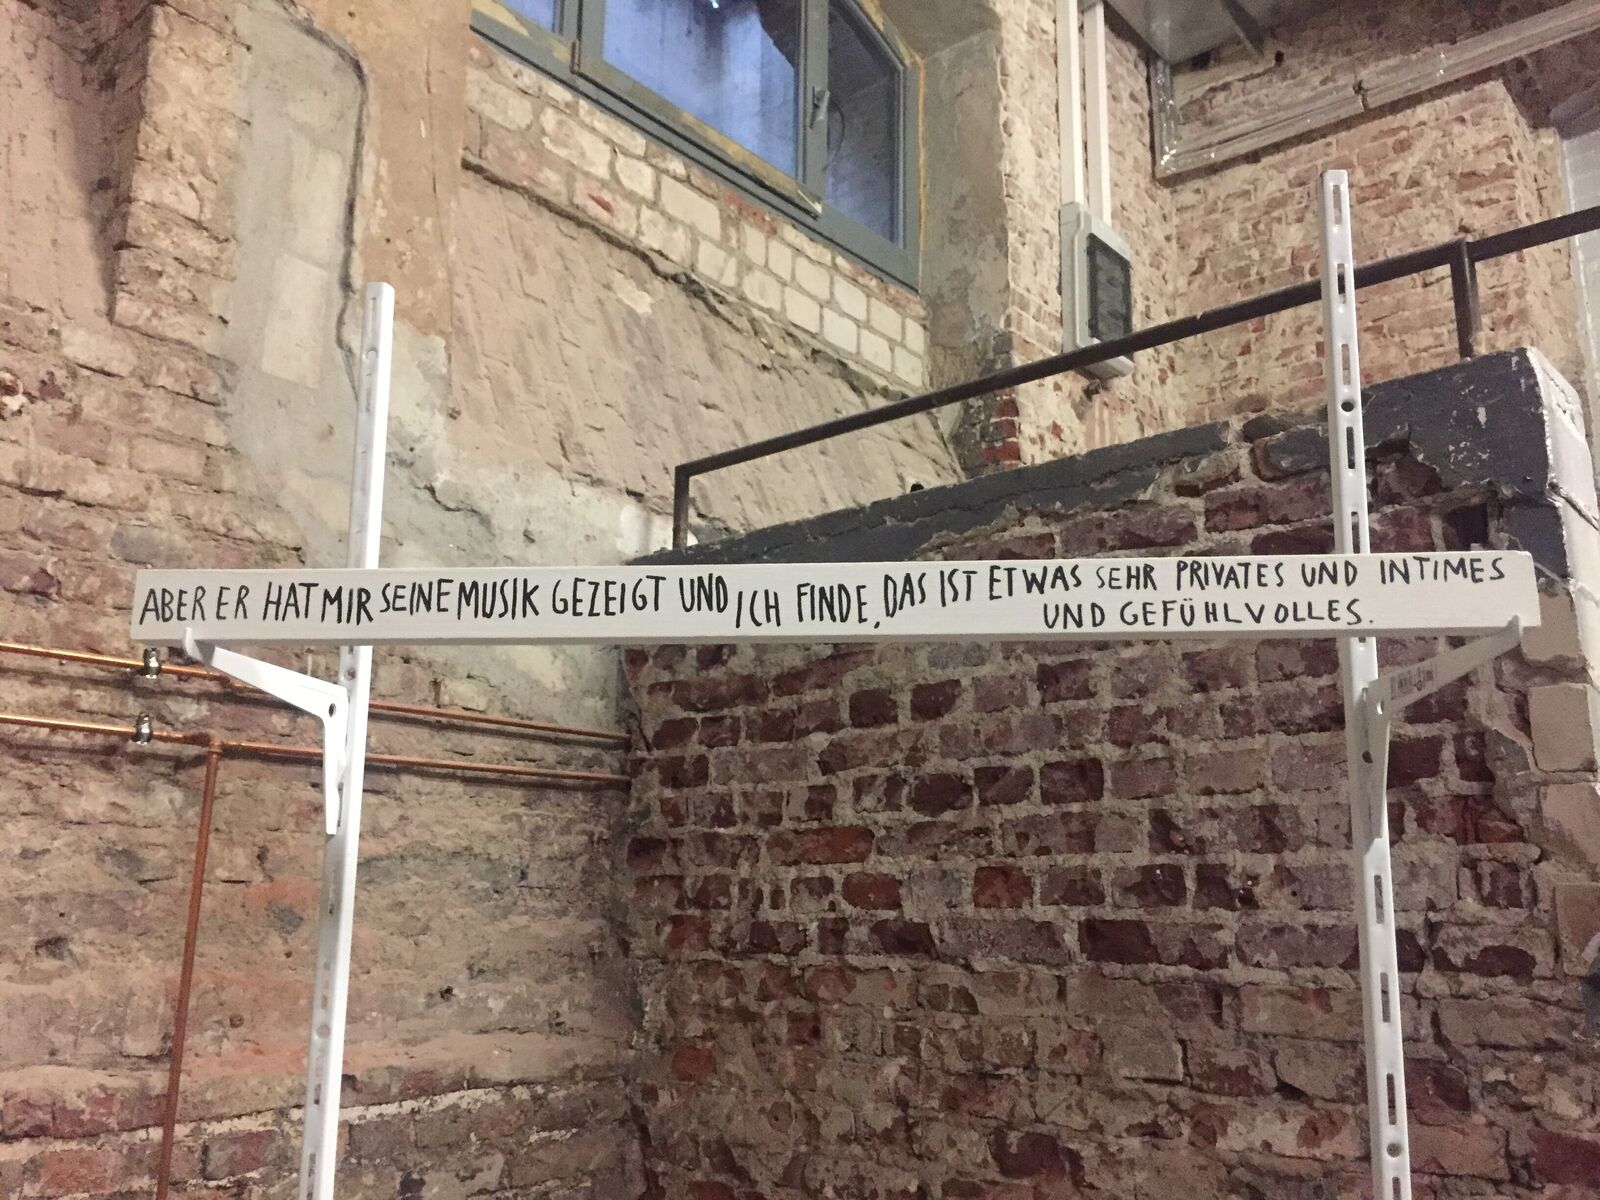 ABER ER HAT MIR SEINE MUSIK GEZEIGT UND ICH FINDE, DAS IST ETWAS SEHR PRIVATES UND INTIMES
UND GEFÜHLVOLLES.